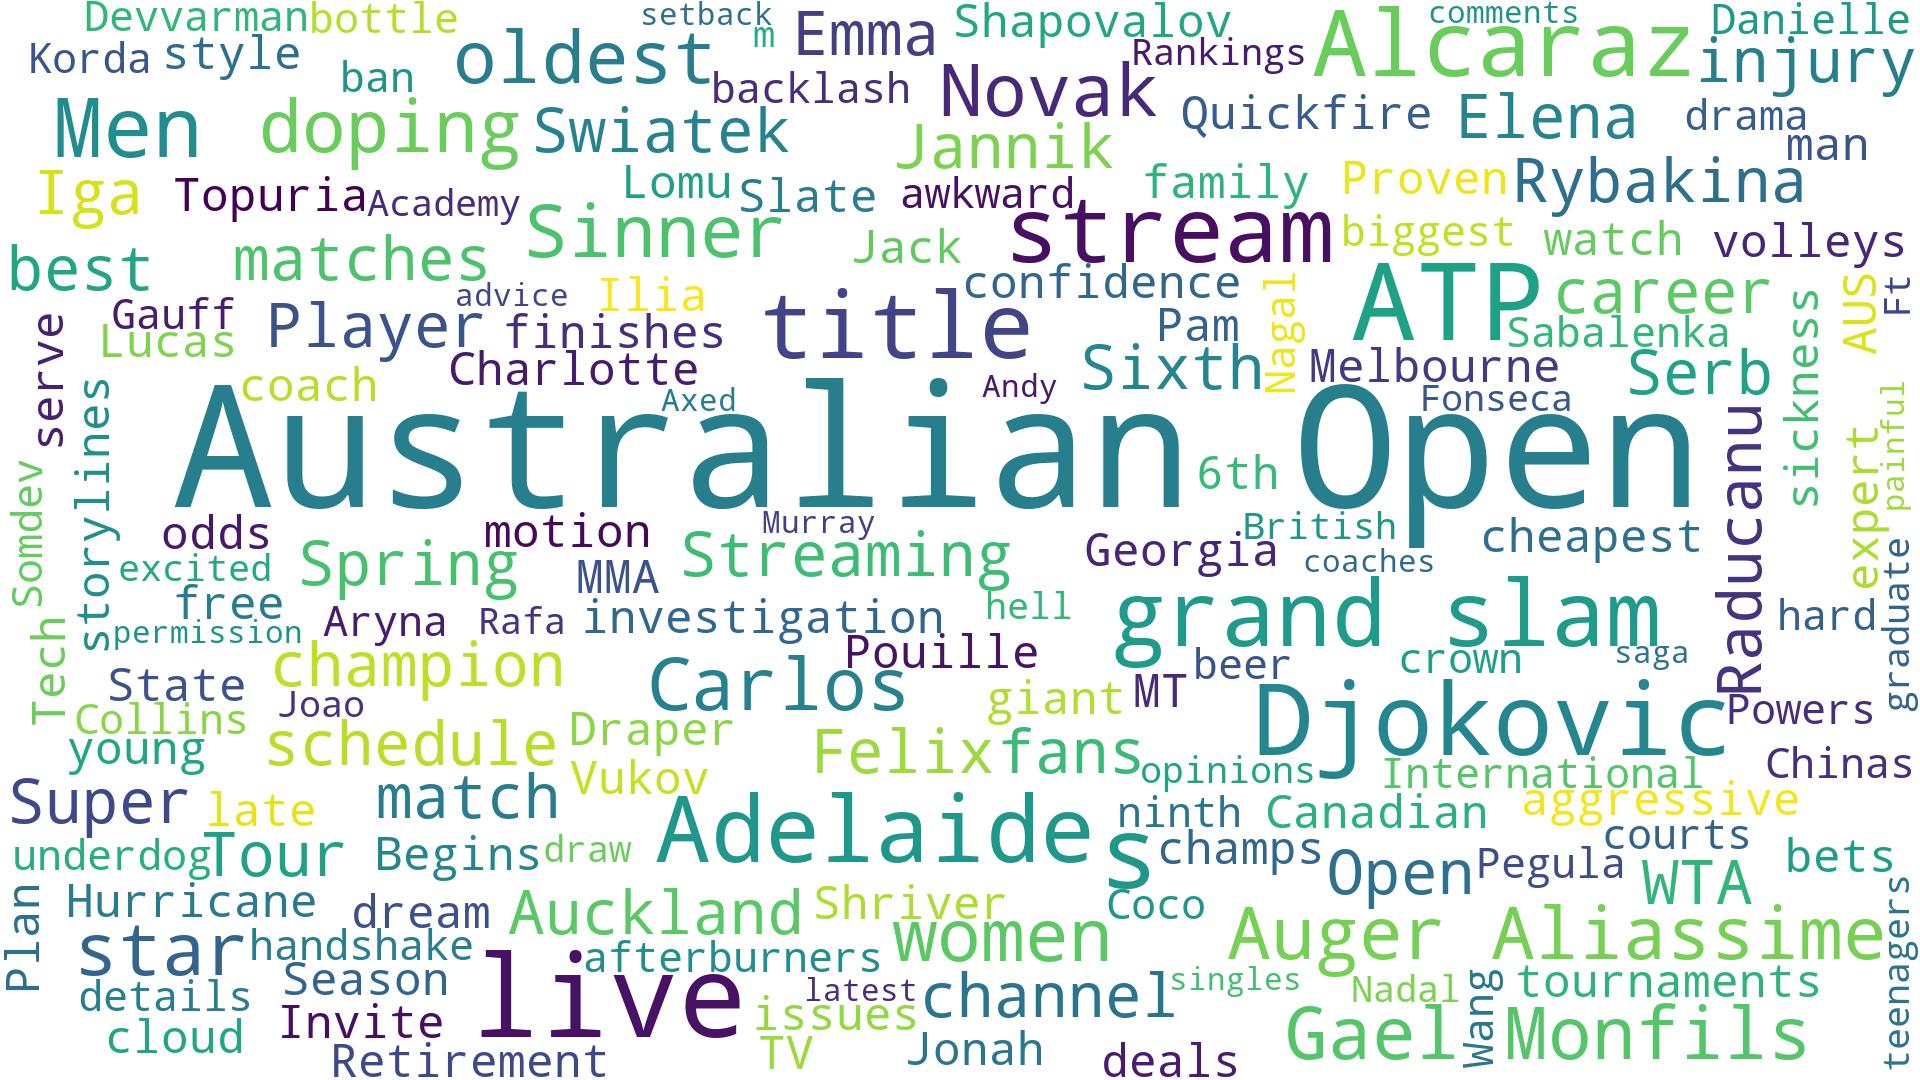 Devvarman
bottle
setback
m
Emma
Shapovalov
comments
Danielle
Korda
style
oldest
Rankings
Alcaraz
injury
ban
backlash
Novak
Men
doping
Swiatek
Jannik
Quickfire
Elena
drama
man
Iga
Topuria
Academy
Lomu
Slate
awkward
family
Proven
Rybakina
best
matches
Sinner
Jack
stream
biggest
watch
volleys
Gauff
advice
Ilia
confidence
Nagal
ATP
career
sickness
AUS
Ft
serve
Lucas
Player
finishes
title
Pam
Sabalenka
Charlotte
Sixth
Melbourne
Serb
coach
Axed
Andy
Fonseca
painful
storylines
Australian Open
6th
Raducanu
expert
Somdev
odds
motion
Murray
British
cheapest
excited
Spring
MMA
Streaming
Georgia
coaches
graduate
free
Aryna
Rafa
investigation
hell
grand slam
hard
Tech
permission
champion
Pouille
crown
saga
State
Joao
Carlos
giant
MT
beer
Djokovic
Powers
Collins
young
schedule
Draper
Felix
fans
opinions
International
Chinas
Super
late
match
Vukov
Adelaide
s
ninth
Canadian
aggressive
underdog
Tour
Begins
draw
champs
courts
Open
Pegula
WTA
bets
Plan
Hurricane
dream
Auckland
Shriver
Coco
teenagers
star
handshake
afterburners
women
Auger Aliassime
details
Season
live
latest
channel
singles
Nadal
Wang
tournaments
cloud
Invite
issues
Retirement
TV
Jonah
deals
Gael Monfils